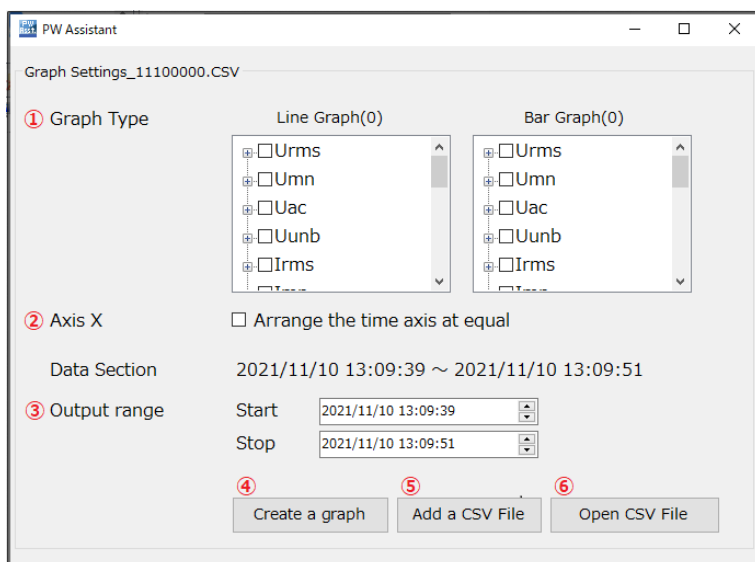 PW Assistant
Graph Settings_11100000.CSV
① Graph Type
Line Graph(0)
Bar Graph(0)
Urms
Umn
Uac
Uunb
Irms
Urms
Umn
Uac
Uunb
Irms
② Axis X
Arrange the time axis at equal
Data Section 2021/11/10 13:09:39 ～ 2021/11/10 13:09:51
③ Output range
Start 2021/11/10 13:09:39
Stop 2021/11/10 13:09:51
④ ⑤ ⑥
Create a graph Add a CSV File Open CSV File